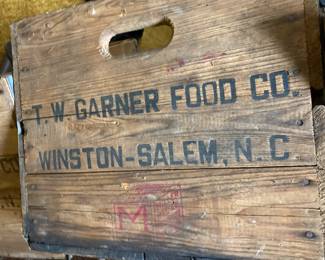 T. W. GARNER FOOD CO.
WINSTON-SALEM, N. C.
M